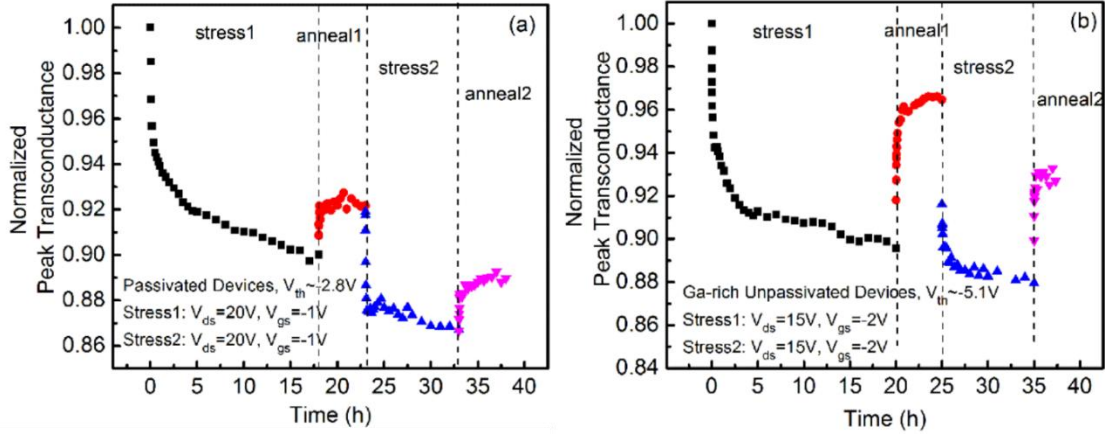 (a)
stress1
anneal1
stress2
anneal2
Normalized
Peak Transconductance
1.00
0.98
0.96
0.94
0.92
0.90
0.88
0.86
Passivated Devices, Vth~-2.8V
Stress1: Vds=20V, Vgs=-1V
Stress2: Vds=20V, Vgs=-1V
0 5 10 15 20 25 30 35 40
Time (h)
(b)
stress1
anneal1
stress2
anneal2
Normalized
Peak Transconductance
1.00
0.98
0.96
0.94
0.92
0.90
0.88
0.86
0.84
Ga-rich Unpassivated Devices, Vth~-5.1V
Stress1: Vds=15V, Vgs=-2V
Stress2: Vds=15V, Vgs=-2V
0 5 10 15 20 25 30 35 40
Time (h)